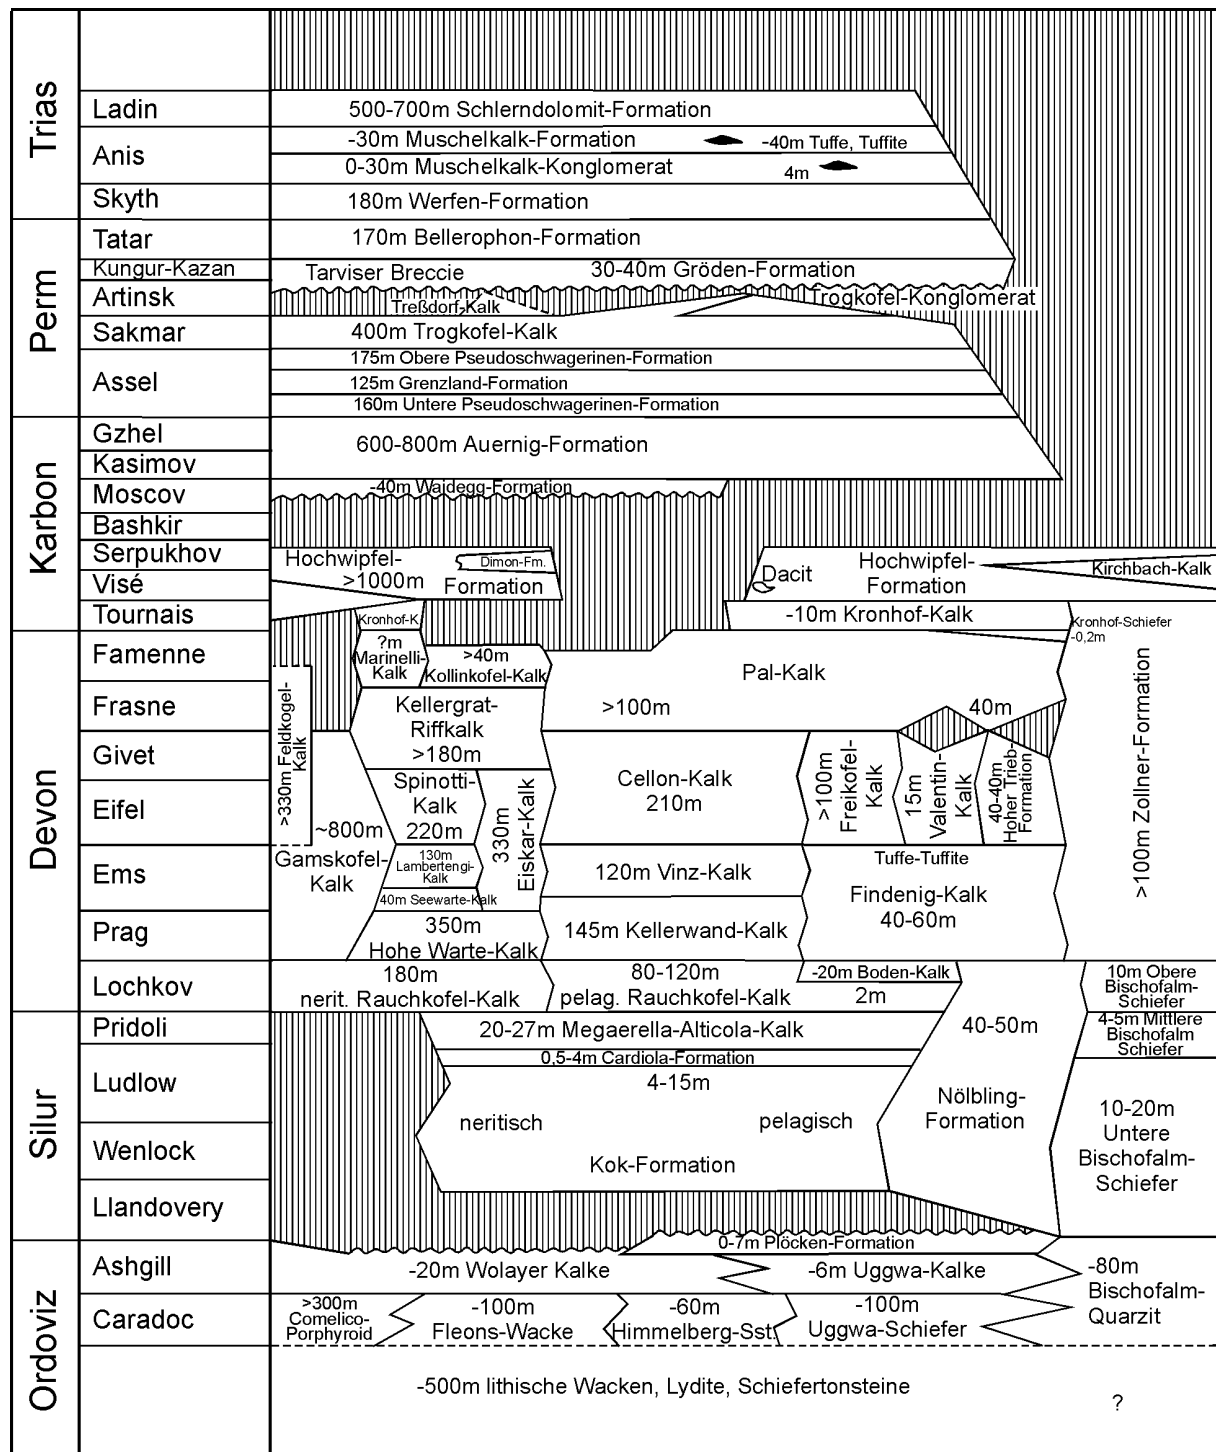 Trias
Ladin
500-700m Schlerndolomit-Formation
Anis
-30m Muschelkalk-Formation
-40m Tuffe, Tuffite
0-30m Muschelkalk-Konglomerat
4m
Skyth
180m Werfen-Formation
Perm
Tatar
170m Bellerophon-Formation
Kungur-Kazan
Tarviser Breccie
30-40m Gröden-Formation
Artinsk
Treßdorf-Kalk
Trogkofel-Konglomerat
Sakmar
400m Trogkofel-Kalk
Assel
175m Obere Pseudoschwagerinen-Formation
125m Grenzland-Formation
160m Untere Pseudoschwagerinen-Formation
Karbon
Gzhel
600-800m Auernig-Formation
Kasimov
Moscov
-40m Waidegg-Formation
Bashkir
Serpukhov
Hochwipfel-
>1000m
Formation
Dimon-Fm.
Dacit
Hochwipfel-
Formation
Kirchbach-Kalk
Visé
Tournais
Kronhof-K
-10m Kronhof-Kalk
Kronhof-Schiefer
-0,2m
Devon
Famenne
?m
Marinelli-
Kalk
>40m
Kollinkofel-Kalk
Pal-Kalk
Frasne
>330m Feldkogel-
Kalk
Kellergrat-
Riffkalk
>180m
>100m
40m
>100m Zollner-Formation
Givet
Spinotti-
Kalk
220m
330m
Eiskar-Kalk
Cellon-Kalk
210m
>100m
Freikofel-
Kalk
15m
Valentin-
Kalk
40-40m
Hoher Trieb-
Formation
Eifel
~800m
Gamskofel-
Kalk
Ems
130m
Lambertengi-
Kalk
40m Seewarte-Kalk
120m Vinz-Kalk
Tuffe-Tuffite
Findenig-Kalk
40-60m
Prag
350m
Hohe Warte-Kalk
145m Kellerwand-Kalk
Lochkov
180m
nerit. Rauchkofel-Kalk
80-120m
pelag. Rauchkofel-Kalk
-20m Boden-Kalk
2m
10m Obere
Bischofalm-
Schiefer
Silur
Pridoli
20-27m Megaerella-Alticola-Kalk
40-50m
4-5m Mittlere
Bischofalm
Schiefer
0,5-4m Cardiola-Formation
Ludlow
4-15m
neritisch
pelagisch
Nölbling-
Formation
10-20m
Untere
Bischofalm-
Schiefer
Wenlock
Kok-Formation
Llandovery
Ordoviz
0-7m Plöcken-Formation
Ashgill
-20m Wolayer Kalke
-6m Uggwa-Kalke
-80m
Bischofalm-
Quarzit
Caradoc
>300m
Comelico-
Porphyroid
-100m
Fleons-Wacke
-60m
Himmelberg-Sst.
-100m
Uggwa-Schiefer
-500m lithische Wacken, Lydite, Schiefertonsteine
?